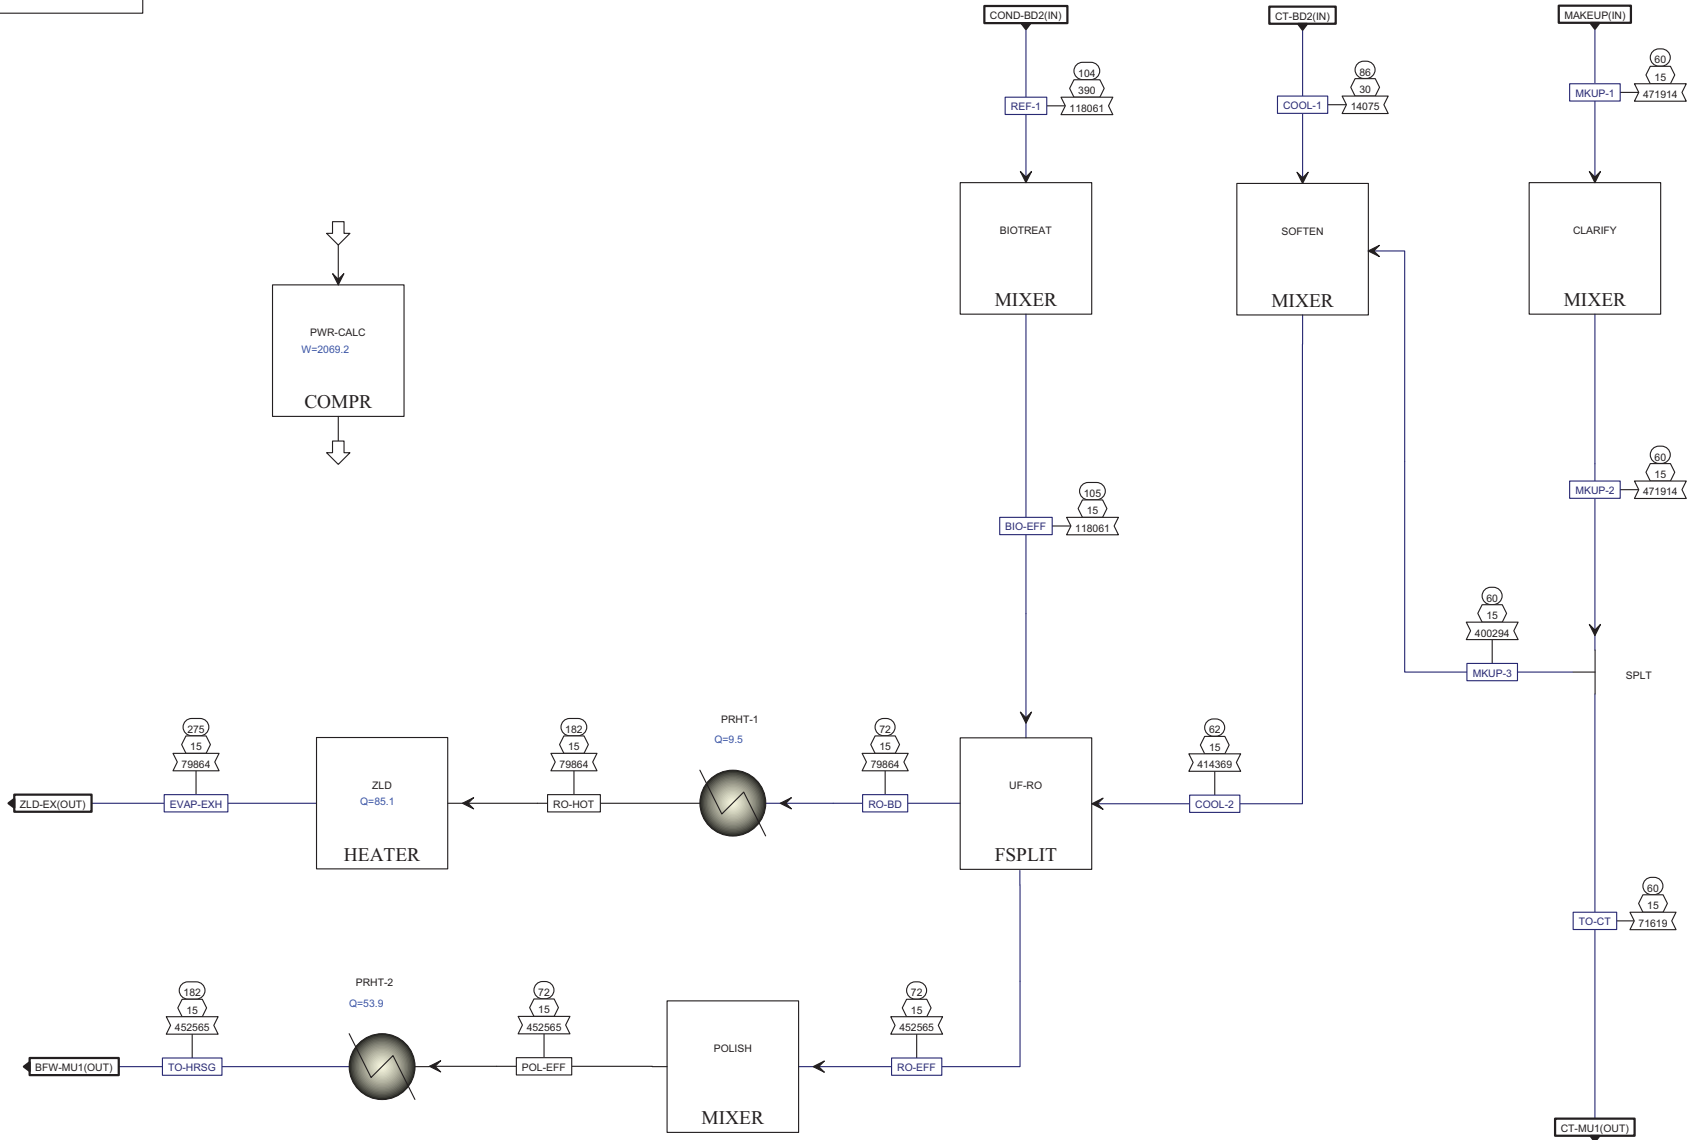 COND-BD2(IN)
CT-BD2(IN)
MAKEUP(IN)
104
390
REF-1
118061
86
30
COOL-1
14075
60
15
MKUP-1
471914
BIOTREAT
MIXER
SOFTEN
MIXER
CLARIFY
MIXER
PWR-CALC
W=2069.2
COMPR
105
15
BIO-EFF
118061
60
15
MKUP-2
471914
60
15
400294
MKUP-3
SPLT
275
15
79864
EVAP-EXH
ZLD-EX(OUT)
ZLD
Q=85.1
HEATER
182
15
79864
RO-HOT
PRHT-1
Q=9.5
72
15
79864
RO-BD
UF-RO
FSPLIT
62
15
414369
COOL-2
60
15
TO-CT
71619
182
15
452565
TO-HRSG
BFW-MU1(OUT)
PRHT-2
Q=53.9
72
15
452565
POL-EFF
POLISH
MIXER
72
15
452565
RO-EFF
CT-MU1(OUT)